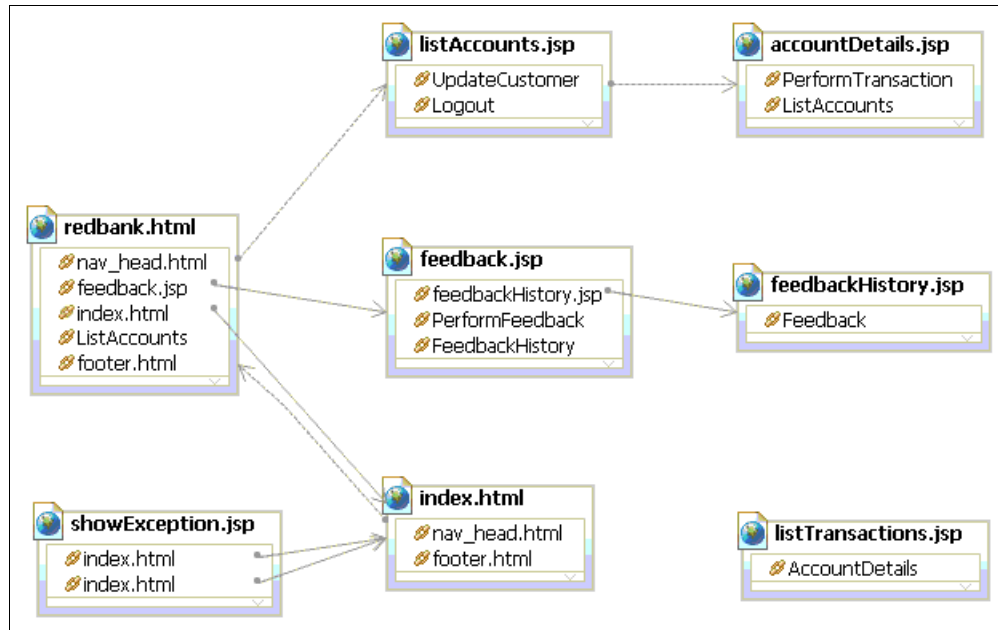 listAccounts.jsp
UpdateCustomer
Logout
accountDetails.jsp
PerformTransaction
ListAccounts
redbank.html
nav_head.html
feedback.jsp
index.html
ListAccounts
footer.html
feedback.jsp
feedbackHistory.jsp
PerformFeedback
FeedbackHistory
feedbackHistory.jsp
Feedback
showException.jsp
index.html
index.html
index.html
nav_head.html
footer.html
listTransactions.jsp
AccountDetails